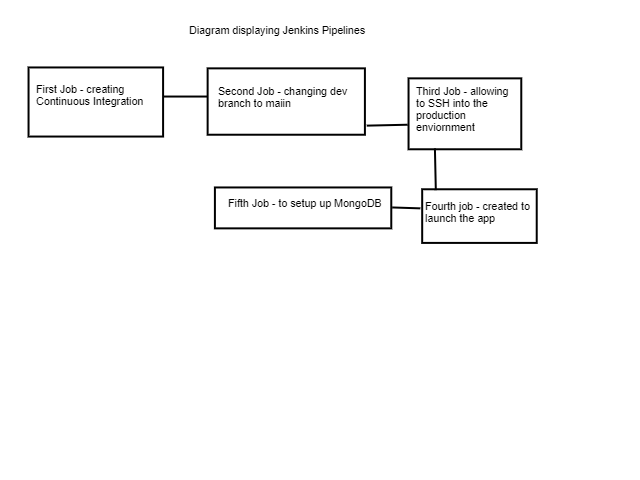 Diagram displaying Jenkins Pipelines
First Job - creating
Continuous Integration
Second Job - changing dev
branch to maiin
Third Job - allowing
to SSH into the
production
enviornment
Fourth job - created to
launch the app
Fifth Job - to setup up MongoDB